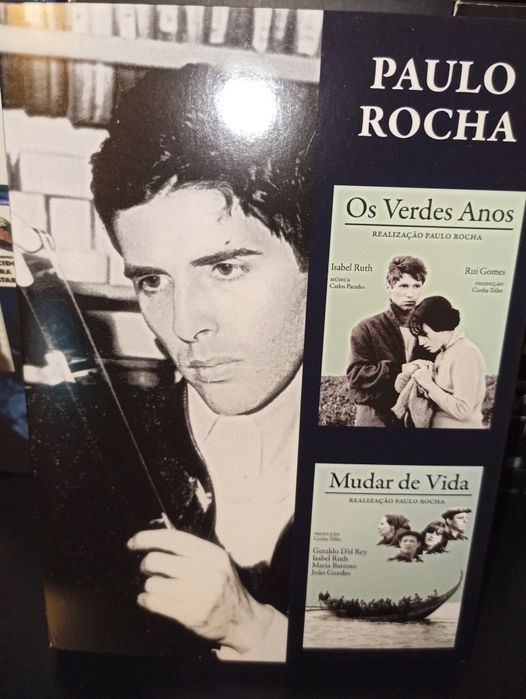 PAULO
ROCHA
Os Verdes Anos
REALIZAÇÃO PAULO ROCHA
Isabel Ruth
MÚSICA
Carlos Paredes
Rui Gomes
PRODUÇÃO
Cunha Telles
Mudar de Vida
REALIZAÇÃO PAULO ROCHA
PRODUÇÃO
Cunha Telles
Geraldo D'el Rey
Isabel Ruth
Maria Barroso
João Guedes